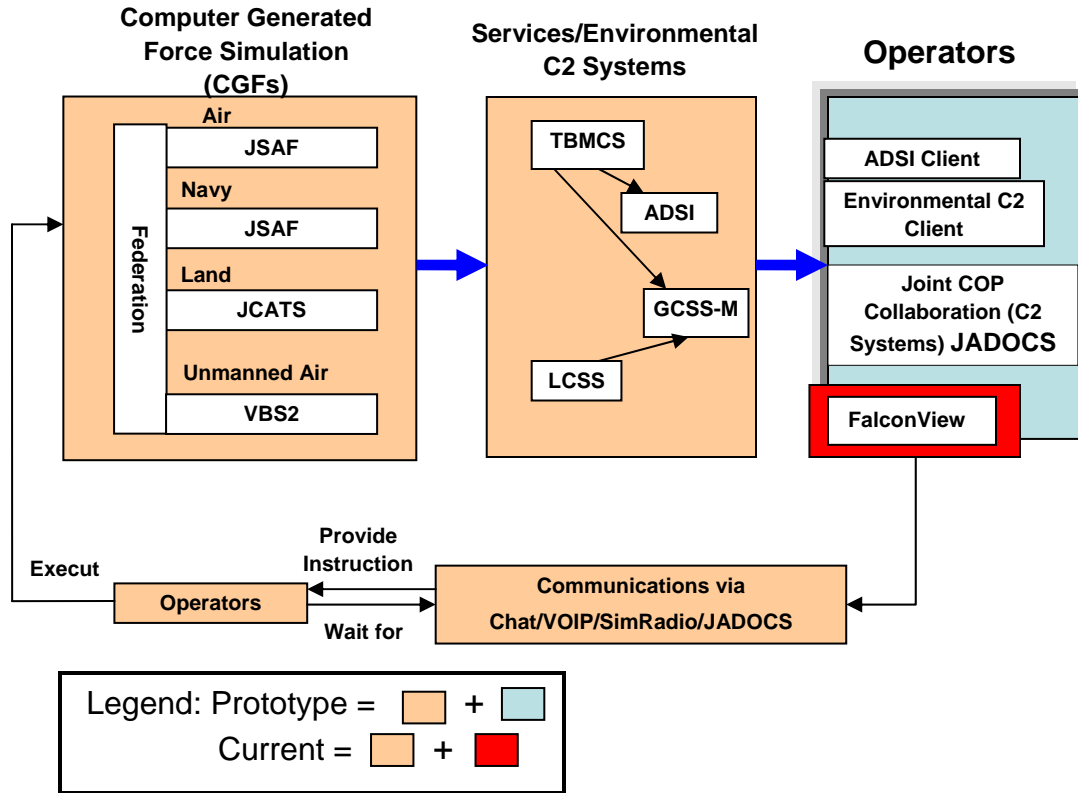 Computer Generated
Force Simulation
(CGFs)
Air
JSAF
Navy
JSAF
Land
JCATS
Unmanned Air
VBS2
Federation
Services/Environmental
C2 Systems
TBMCS
ADSI
GCSS-M
LCSS
Operators
ADSI Client
Environmental C2
Client
Joint COP
Collaboration (C2
Systems) JADOCS
FalconView
Execut
Operators
Provide
Instruction
Wait for
Communications via
Chat/VOIP/SimRadio/JADOCS
Legend: Prototype = +
Current = +